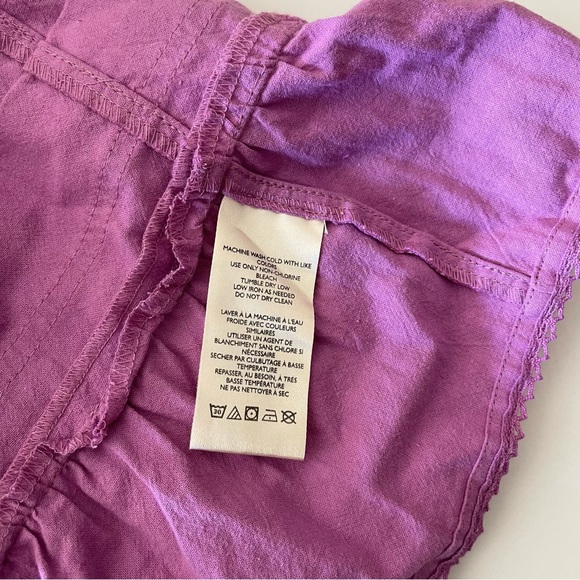 MACHINE WASH COLD WITH LIKE
COLORS
USE ONLY NON-CHLORINE
BLEACH
TUMBLE DRY LOW
LOW IRON AS NEEDED
DO NOT DRY CLEAN
LAVER À LA MACHINE À L'EAU
FROIDE AVEC COULEURS
SIMILAIRES
UTILISER UN AGENT DE
BLANCHIMENT SANS CHLORE SI
NÉCESSAIRE
SECHER PAR CULBUTAGE À BASSE
TEMPERATURE
REPASSER, AU BESOIN, À TRÈS
BASSE TEMPÉRATURE
NE PAS NETTOYER À SEC
30